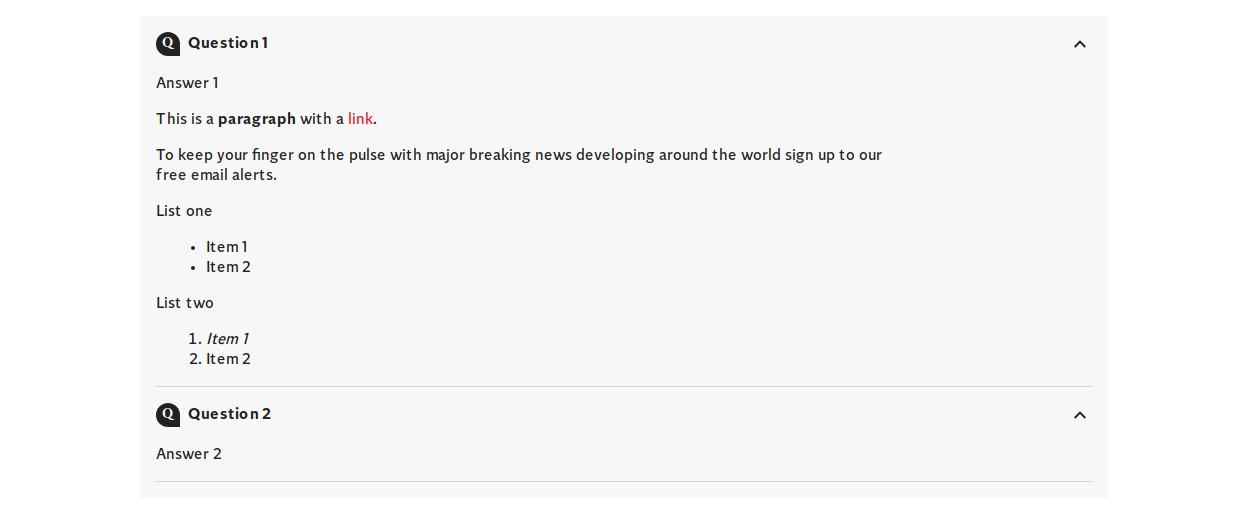 Q Question 1
Answer 1
This is a paragraph with a link.
To keep your finger on the pulse with major breaking news developing around the world sign up to our
free email alerts.
List one
• Item 1
• Item 2
List two
1. Item 1
2. Item 2
Q Question 2
Answer 2